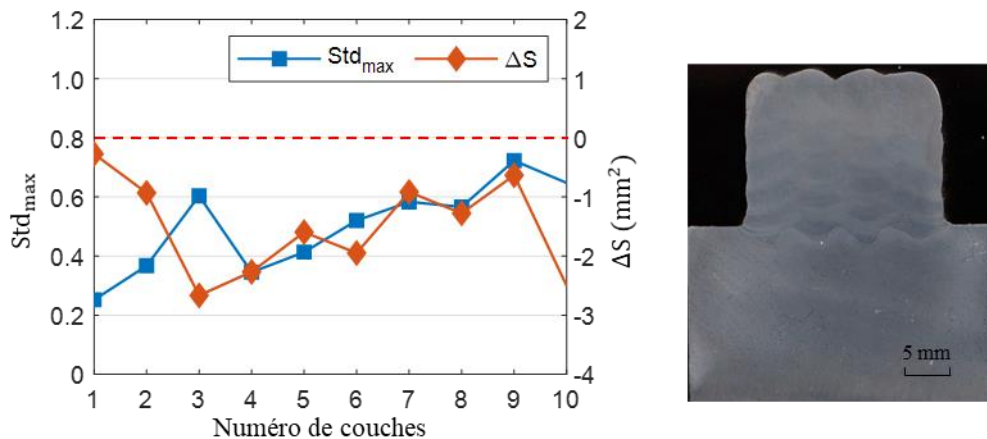 1.2
1.0
0.8
0.6
0.4
0.2
0
Std_max
Std_max
ΔS
2
1
0
-1
-2
-3
-4
ΔS (mm²)
1 2 3 4 5 6 7 8 9 10
Numéro de couches
5 mm